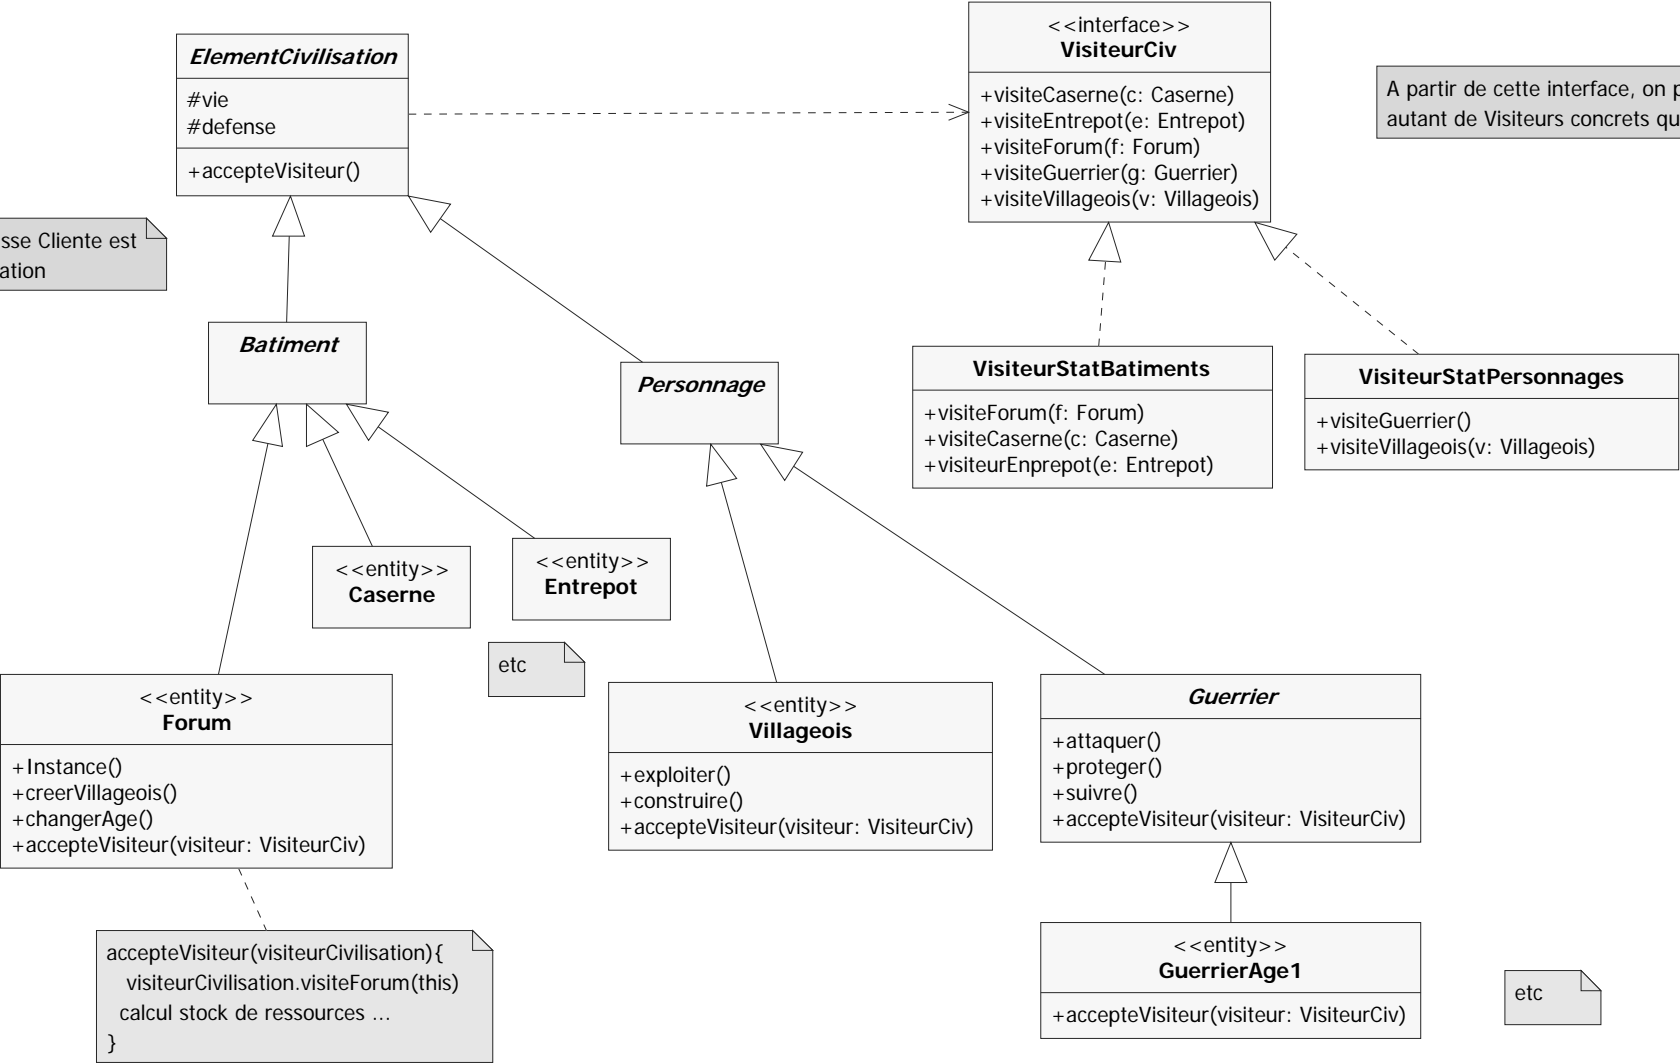 ElementCivilisation
#vie
#defense
+accepteVisiteur()
<<interface>>
VisiteurCiv
+visiteCaserne(c: Caserne)
+visiteEntrepot(e: Entrepot)
+visiteForum(f: Forum)
+visiteGuerrier(g: Guerrier)
+visiteVillageois(v: Villageois)
A partir de cette interface, on
autant de Visiteurs concrets
Cliente est
Batiment
Personnage
VisiteurStatBatiments
+visiteForum(f: Forum)
+visiteCaserne(c: Caserne)
+visiteurEnprepot(e: Entrepot)
VisiteurStatPersonnages
+visiteGuerrier()
+visiteVillageois(v: Villageois)
<<entity>>
Caserne
<<entity>>
Entrepot
etc
<<entity>>
Forum
+Instance()
+creerVillageois()
+changerAge()
+accepteVisiteur(visiteur: VisiteurCiv)
<<entity>>
Villageois
+exploiter()
+construire()
+accepteVisiteur(visiteur: VisiteurCiv)
Guerrier
+attaquer()
+proteger()
+suivre()
+accepteVisiteur(visiteur: VisiteurCiv)
accepteVisiteur(visiteurCivilisation){
visiteurCivilisation.visiteForum(this)
calcul stock de ressources ...
}
<<entity>>
GuerrierAge1
+accepteVisiteur(visiteur: VisiteurCiv)
etc